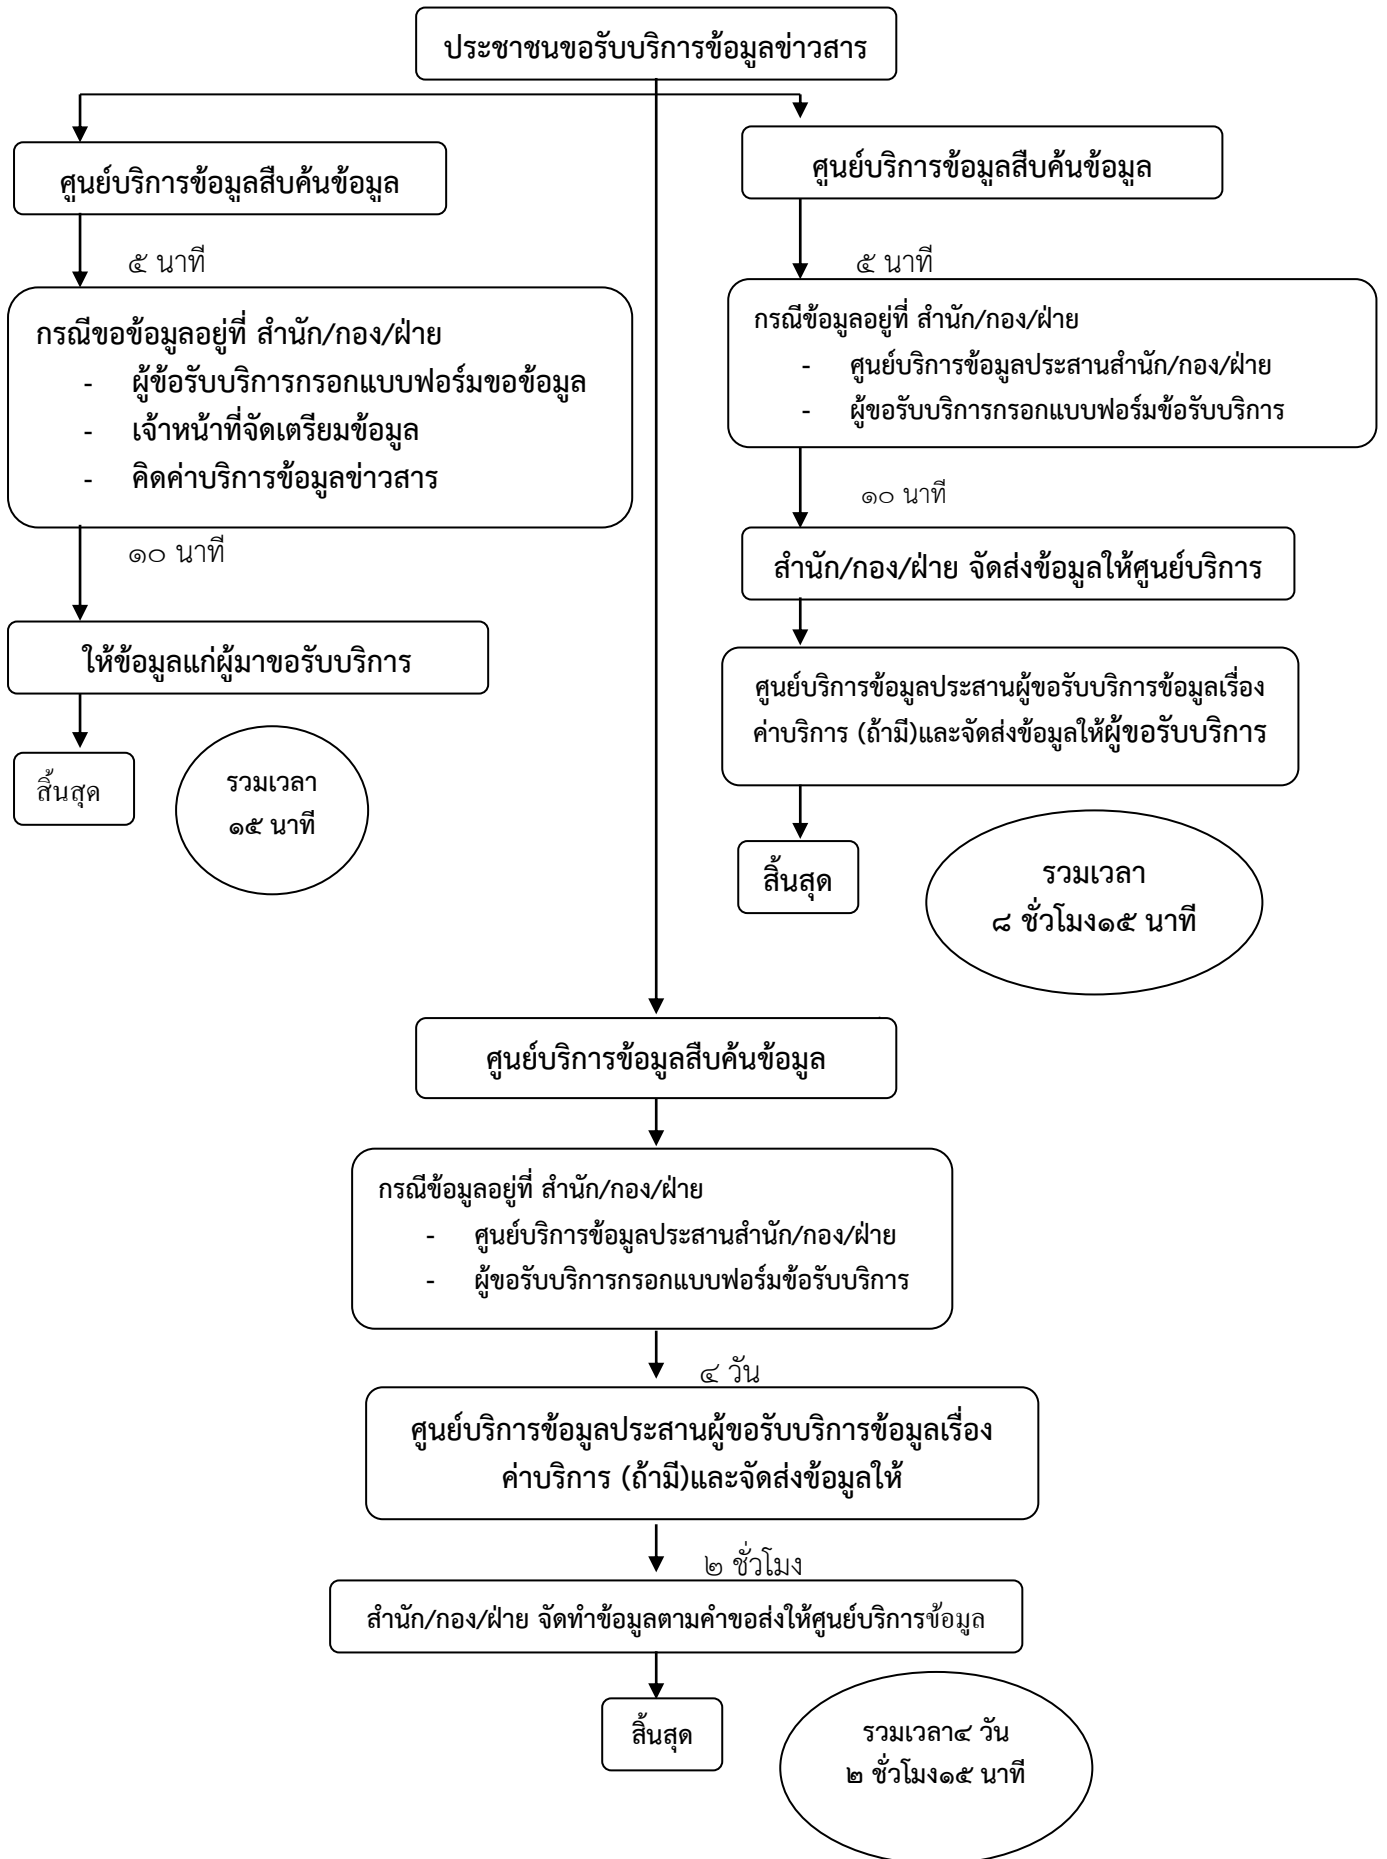 ประชาชนขอรับบริการข้อมูลข่าวสาร
ศูนย์บริการข้อมูลสืบค้นข้อมูล
๕ นาที
กรณีขอข้อมูลอยู่ที่ สำนัก/กอง/ฝ่าย
- ผู้ข้อรับบริการกรอกแบบฟอร์มขอข้อมูล
- เจ้าหน้าที่จัดเตรียมข้อมูล
- คิดค่าบริการข้อมูลข่าวสาร
๑๐ นาที
ให้ข้อมูลแก่ผู้มาขอรับบริการ
สิ้นสุด
รวมเวลา
๑๕ นาที
ศูนย์บริการข้อมูลสืบค้นข้อมูล
๕ นาที
กรณีข้อมูลอยู่ที่ สำนัก/กอง/ฝ่าย
- ศูนย์บริการข้อมูลประสานสำนัก/กอง/ฝ่าย
- ผู้ขอรับบริการกรอกแบบฟอร์มข้อรับบริการ
๑๐ นาที
สำนัก/กอง/ฝ่าย จัดส่งข้อมูลให้ศูนย์บริการ
ศูนย์บริการข้อมูลประสานผู้ขอรับบริการข้อมูลเรื่อง
ค่าบริการ (ถ้ามี)และจัดส่งข้อมูลให้ผู้ขอรับบริการ
สิ้นสุด
รวมเวลา
๘ ชั่วโมง๑๕ นาที
ศูนย์บริการข้อมูลสืบค้นข้อมูล
กรณีข้อมูลอยู่ที่ สำนัก/กอง/ฝ่าย
- ศูนย์บริการข้อมูลประสานสำนัก/กอง/ฝ่าย
- ผู้ขอรับบริการกรอกแบบฟอร์มข้อรับบริการ
๔ วัน
ศูนย์บริการข้อมูลประสานผู้ขอรับบริการข้อมูลเรื่อง
ค่าบริการ (ถ้ามี)และจัดส่งข้อมูลให้
๒ ชั่วโมง
สำนัก/กอง/ฝ่าย จัดทำข้อมูลตามคำขอส่งให้ศูนย์บริการข้อมูล
สิ้นสุด
รวมเวลา๔ วัน
๒ ชั่วโมง๑๕ นาที